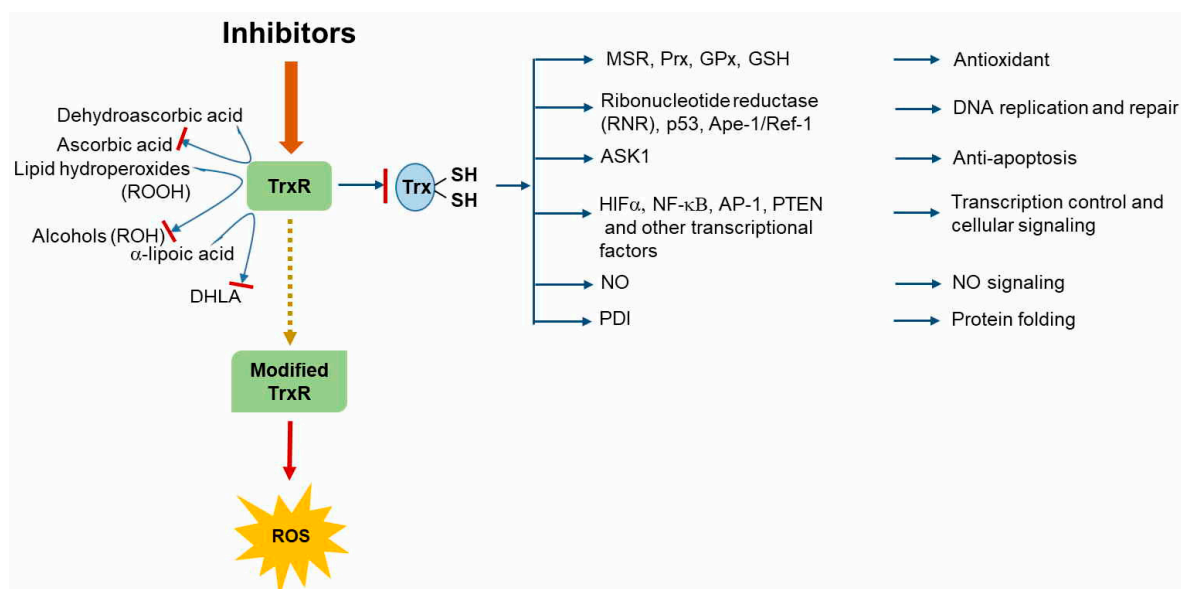 Inhibitors
Dehydroascorbic acid
Ascorbic acid
Lipid hydroperoxides
(ROOH)
Alcohols (ROH)
α-lipoic acid
DHLA
TrxR
Trx
SH
SH
Modified
TrxR
ROS
MSR, Prx, GPx, GSH
Antioxidant
Ribonucleotide reductase
(RNR), p53, Ape-1/Ref-1
DNA replication and repair
ASK1
Anti-apoptosis
HIFα, NF-κB, AP-1, PTEN
and other transcriptional
factors
Transcription control and
cellular signaling
NO
NO signaling
PDI
Protein folding